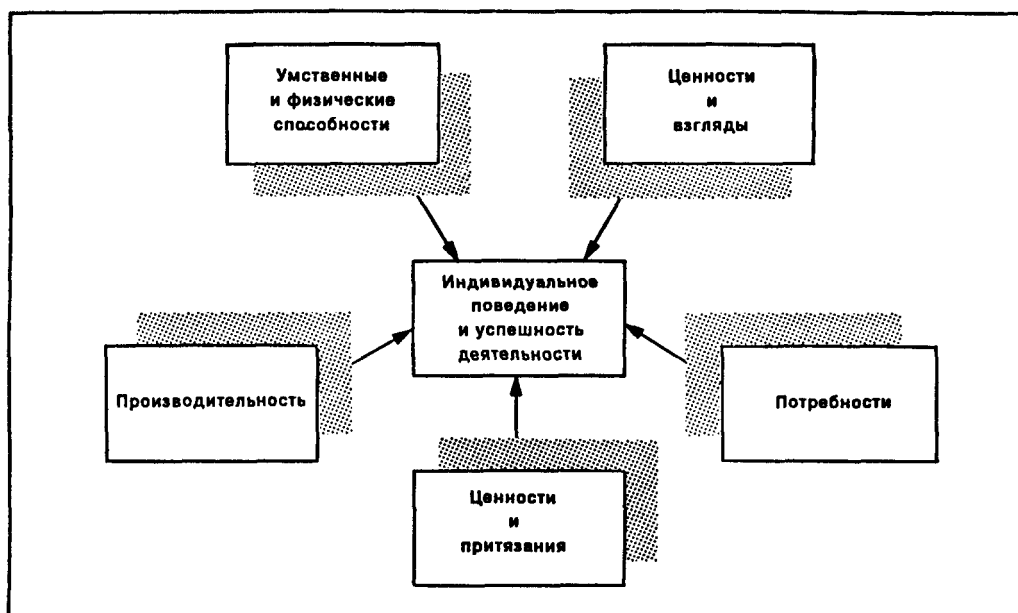 Умственные
и физические
способности
Ценности
и
взгляды
Индивидуальное
поведение
и успешность
деятельности
Производительность
Потребности
Ценности
и
притязания